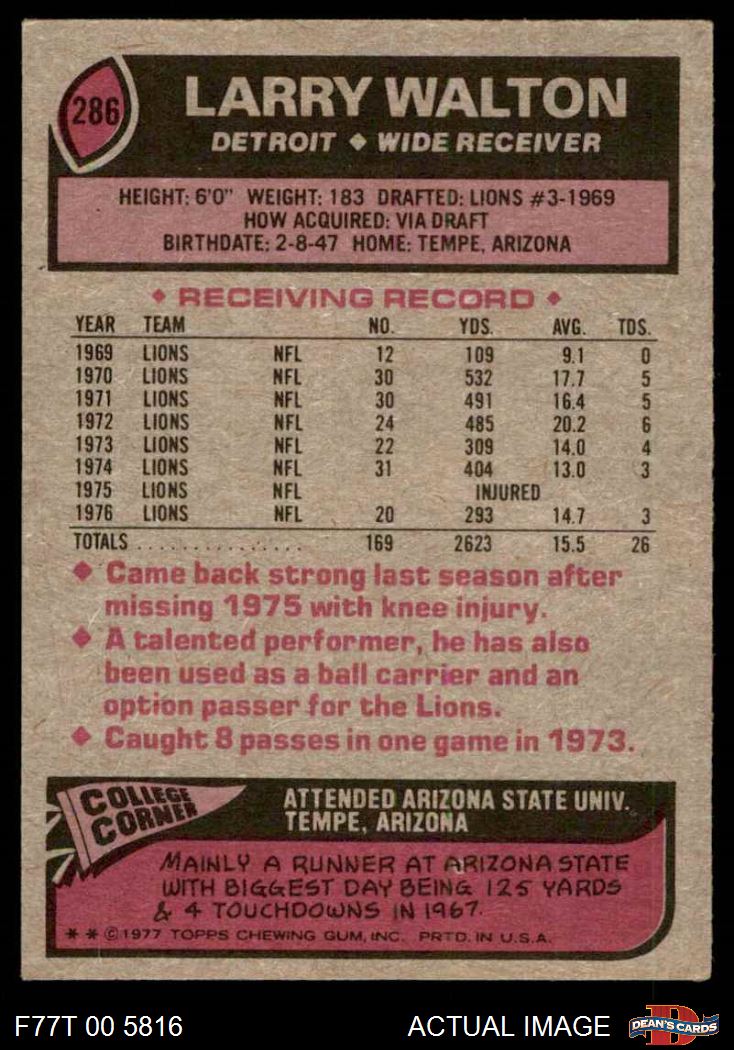 286
LARRY WALTON
DETROIT ◆ WIDE RECEIVER
HEIGHT: 6'0" WEIGHT: 183 DRAFTED: LIONS #3-1969
HOW ACQUIRED: VIA DRAFT
BIRTHDATE: 2-8-47 HOME: TEMPE, ARIZONA
◆ RECEIVING RECORD ◆
YEAR TEAM NO. YDS. AVG. TDS.
1969 LIONS NFL 12 109 9.1 0
1970 LIONS NFL 30 532 17.7 5
1971 LIONS NFL 30 491 16.4 5
1972 LIONS NFL 24 485 20.2 6
1973 LIONS NFL 22 309 14.0 4
1974 LIONS NFL 31 404 13.0 3
1975 LIONS NFL INJURED
1976 LIONS NFL 20 293 14.7 3
TOTALS ................ 169 2623 15.5 26
◆ Came back strong last season after
missing 1975 with knee injury.
◆ A talented performer, he has also
been used as a ball carrier and an
option passer for the Lions.
◆ Caught 8 passes in one game in 1973.
COLLEGE
CORNER
ATTENDED ARIZONA STATE UNIV.
TEMPE, ARIZONA
MAINLY A RUNNER AT ARIZONA STATE
WITH BIGGEST DAY BEING 125 YARDS
& 4 TOUCHDOWNS IN 1967.
* * ©1977 TOPPS CHEWING GUM, INC. PRTD. IN U.S.A.
F77T 00 5816 ACTUAL IMAGE
D
DEAN'S CARDS